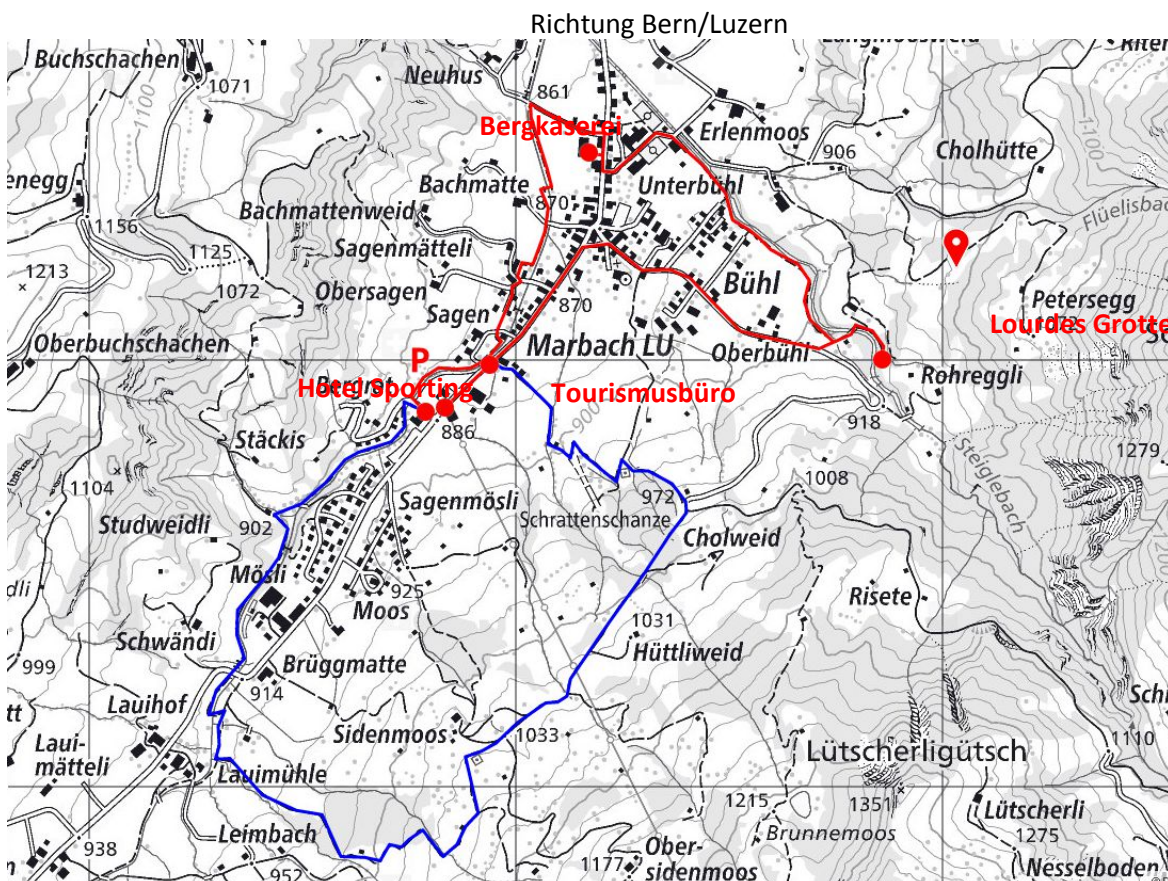 Richtung Bern/Luzern
Buchschachen
1071
Neuhus
861
Bergkäserei
Erlenmoos
906
Cholhütte
1100
1100
Bachmatte
870
Unterbühl
enegg
Bachmattenweid
1156
1125
Sagenmätteli
1213
1072
Obersagen
870
Bühl
Petersegg
Sagen
Oberbuchschachen
Marbach LU
Oberbühl
Lourdes Grotte
P
Hotel Sporting
Tourismusbüro
Rohreggli
886
900
918
Stäckis
1279
1104
Sagenmösli
972
1008
Steiglebach
Studweidli
902
Schrattenschanze
Cholweid
Mösli
Moos
925
Risete
Schwändi
1031
999
Brüggmatte
Hüttliweid
914
Lauihof
Sidenmoos
1033
Laui-
mätteli
Lütscherligütsch
1110
Lauimühle
1215
1351
Lütscherli
Leimbach
Brunnemoos
1275
938
952
1177
Ober-
sidenmoos
Nesselboden